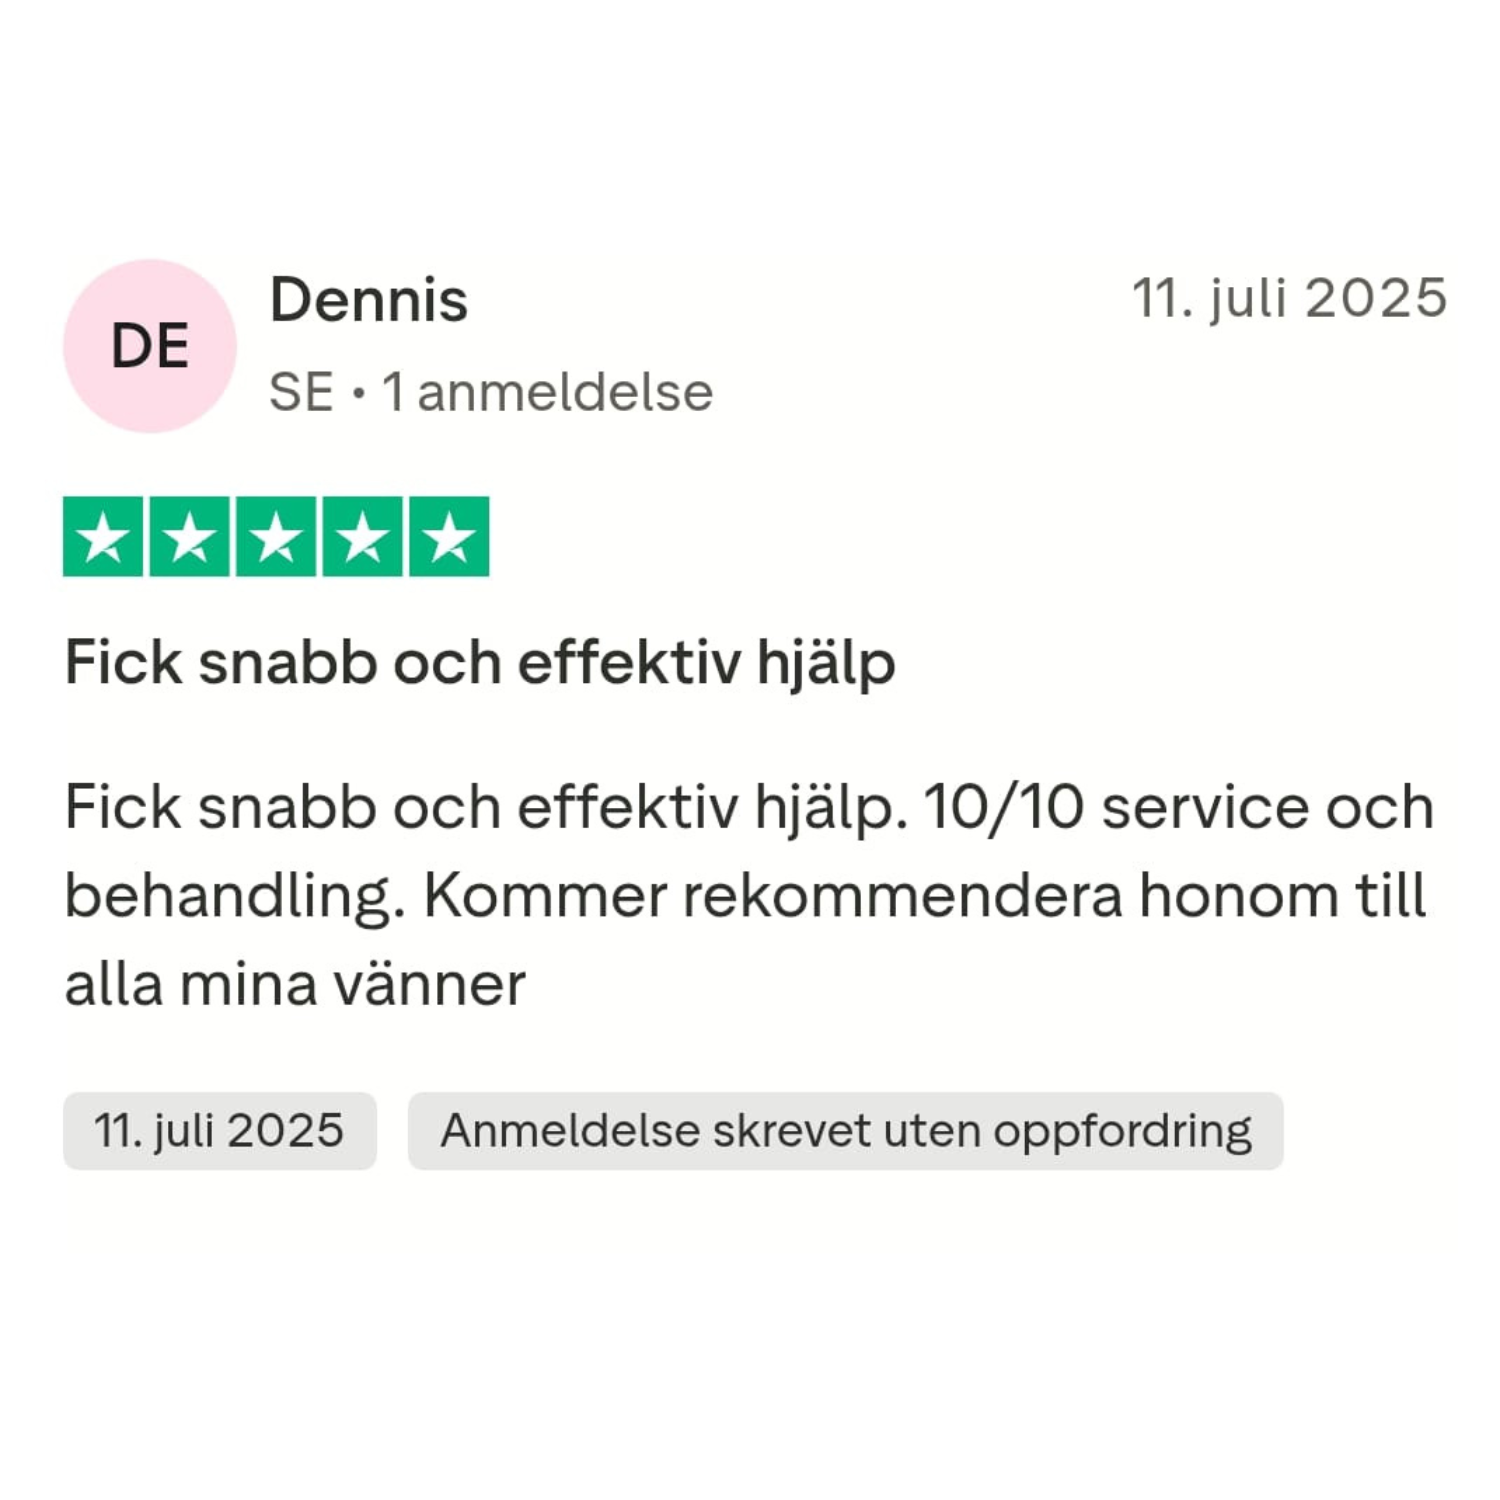 DE
Dennis
11. juli 2025
SE • 1 anmeldelse
Fick snabb och effektiv hjälp
Fick snabb och effektiv hjälp. 10/10 service och
behandling. Kommer rekommendera honom till
alla mina vänner
11. juli 2025
Anmeldelse skrevet uten oppfordring